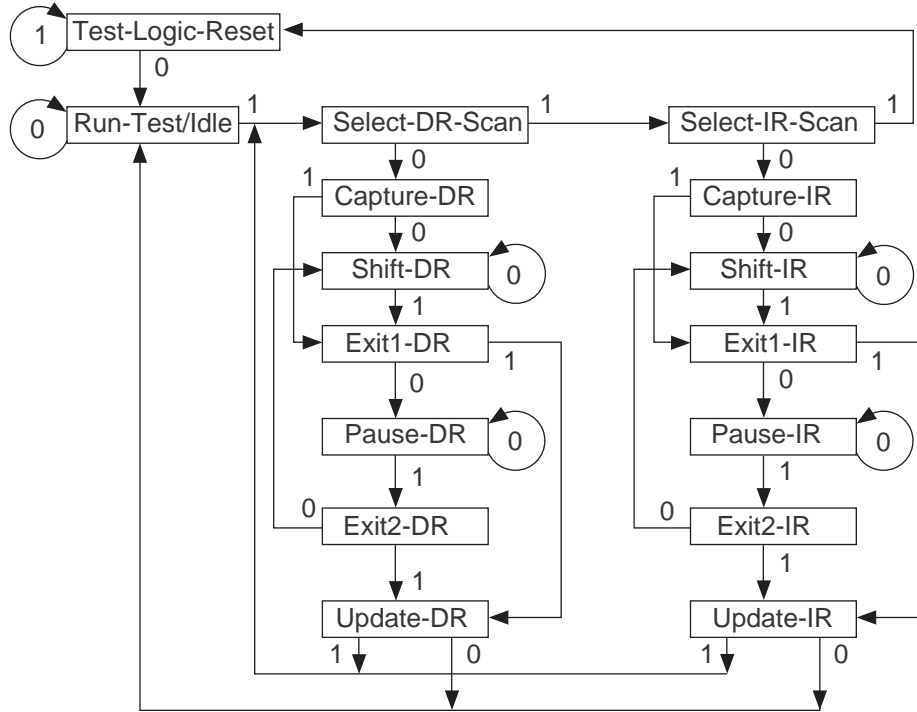 1
Test-Logic-Reset
0
0
Run-Test/Idle
1
Select-DR-Scan
1
Select-IR-Scan
1
0
0
1
Capture-DR
1
Capture-IR
0
0
Shift-DR
0
Shift-IR
0
1
1
Exit1-DR
1
Exit1-IR
1
0
0
Pause-DR
0
Pause-IR
0
1
1
0
Exit2-DR
0
Exit2-IR
1
1
Update-DR
Update-IR
1
0
1
0